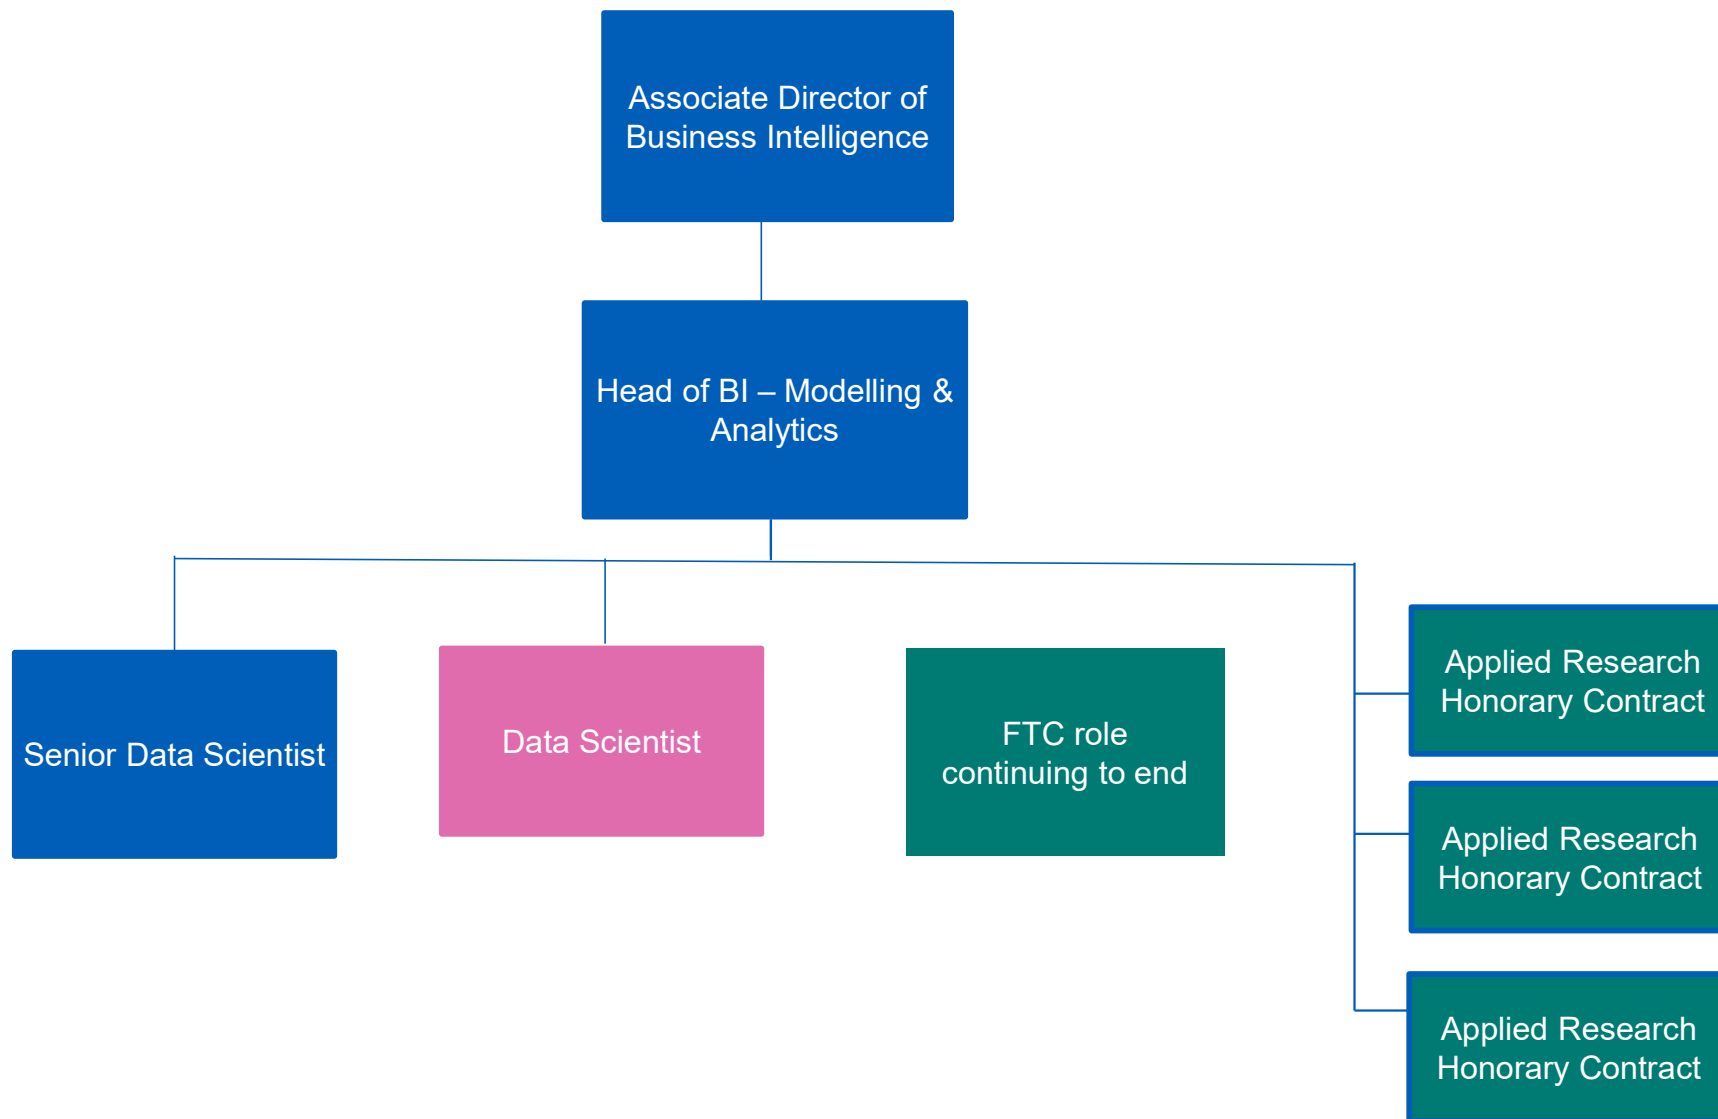 Associate Director of
Business Intelligence
Head of BI – Modelling &
Analytics
Senior Data Scientist
Data Scientist
FTC role
continuing to end
Applied Research
Honorary Contract
Applied Research
Honorary Contract
Applied Research
Honorary Contract